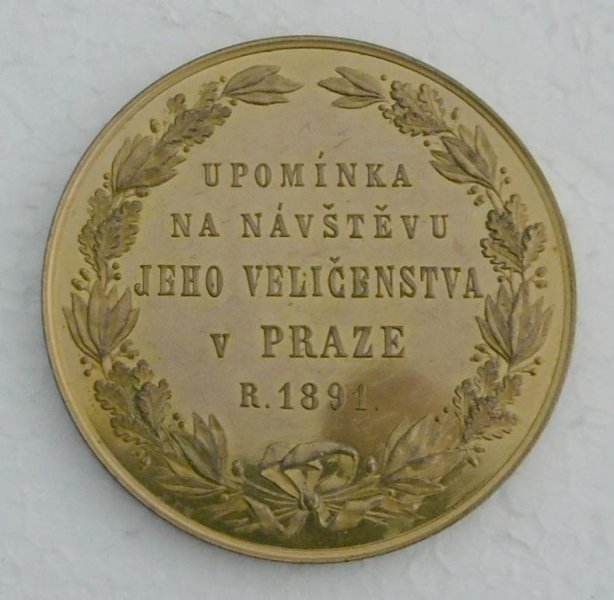 UPOMÍNKA
NA NÁVŠTĚVU
JEHO VELIČENSTVA
V PRAZE
R. 1891.